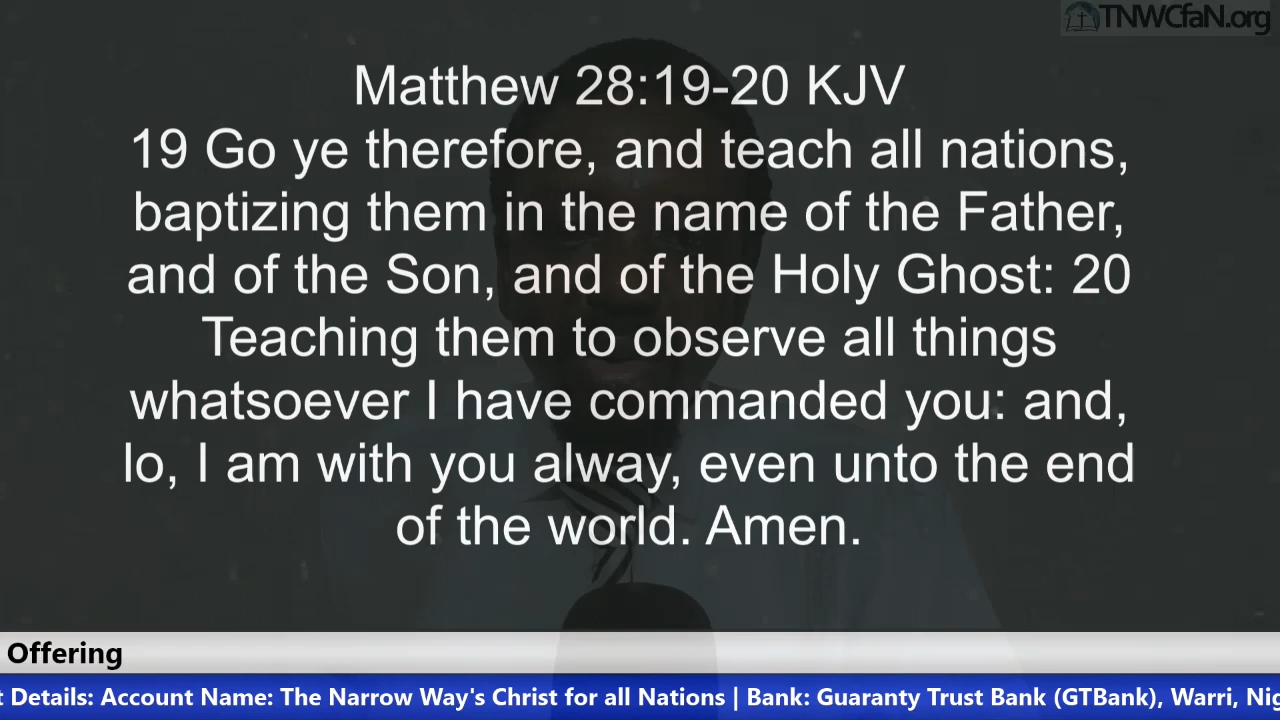 TNWCfaN.org
Matthew 28:19-20 KJV
19 Go ye therefore, and teach all nations,
baptizing them in the name of the Father,
and of the Son, and of the Holy Ghost: 20
Teaching them to observe all things
whatsoever I have commanded you: and,
lo, I am with you alway, even unto the end
of the world. Amen.
Offering
Details: Account Name: The Narrow Way's Christ for all Nations | Bank: Guaranty Trust Bank (GTBank), Warri,